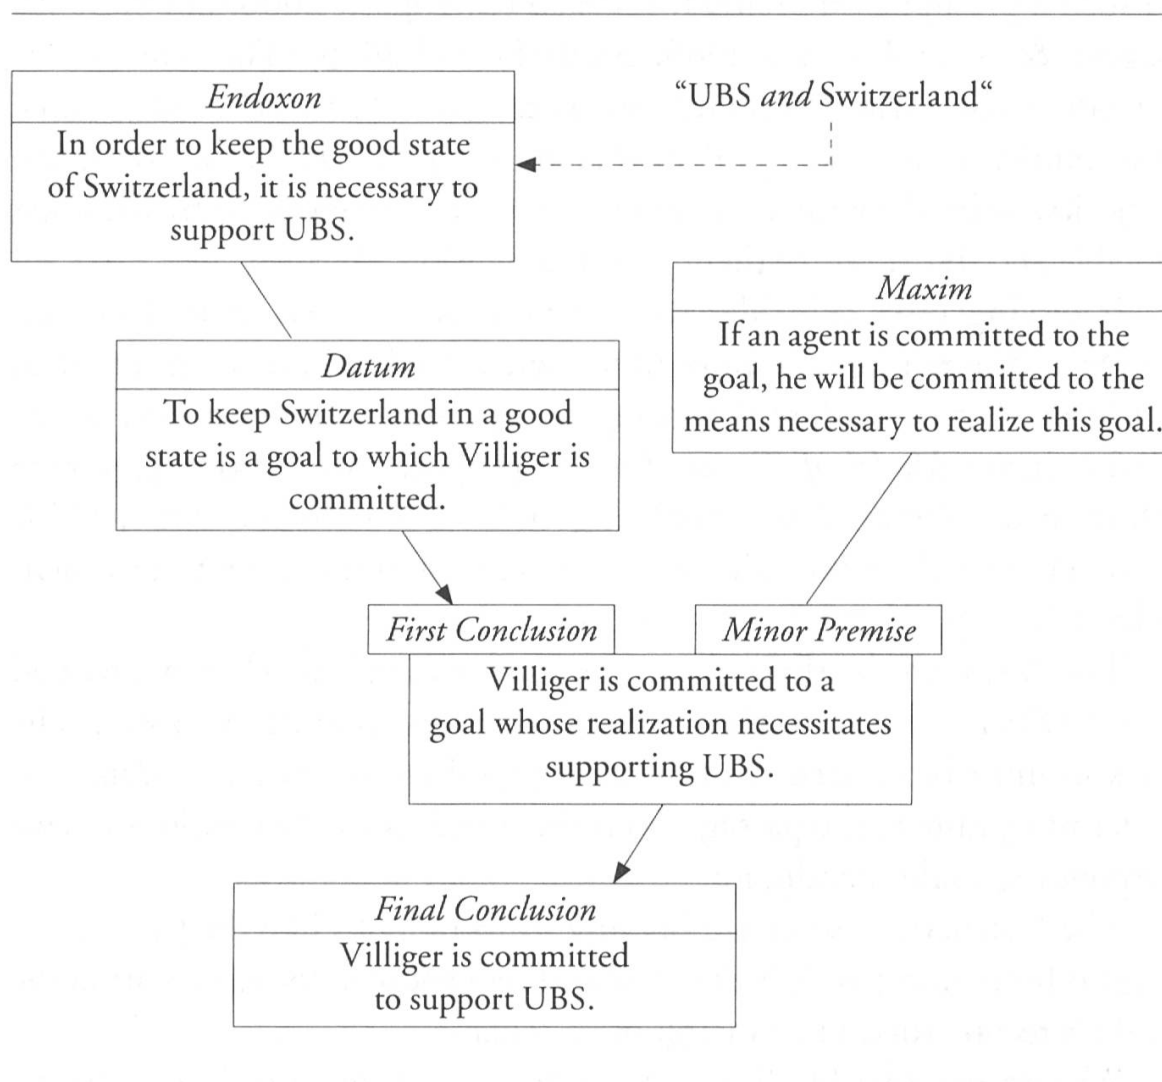 Endoxon
In order to keep the good state
of Switzerland, it is necessary to
support UBS.
“UBS and Switzerland“
Maxim
If an agent is committed to the
goal, he will be committed to the
means necessary to realize this goal.
Datum
To keep Switzerland in a good
state is a goal to which Villiger is
committed.
First Conclusion
Minor Premise
Villiger is committed to a
goal whose realization necessitates
supporting UBS.
Final Conclusion
Villiger is committed
to support UBS.